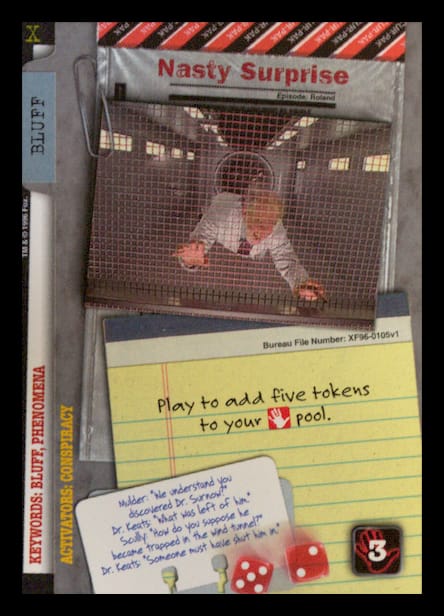 X
BLUFF
TM & © 1996 Fox.
KEYWORDS: BLUFF, PHENOMENA
ACTIVATORS: CONSPIRACY
Nasty Surprise
Episode, Roland
Bureau File Number: XF96-0105v1
Play to add five tokens
to your pool.
Mulder: "We understand you
discovered Dr. Surnow?"
Dr. Keats: "What was left of him"
Scully: "How do you suppose he
became trapped in the wind tunnel?"
Dr. Keats: "Someone must have shut him in."
3